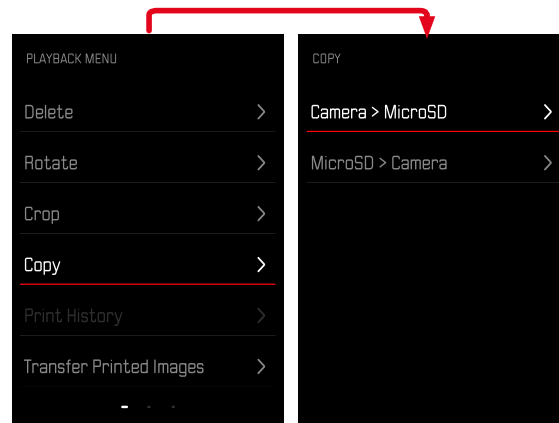 PLAYBACK MENU
Delete
Rotate
Crop
Copy
Print History
Transfer Printed Images
COPY
Camera > MicroSD
MicroSD > Camera